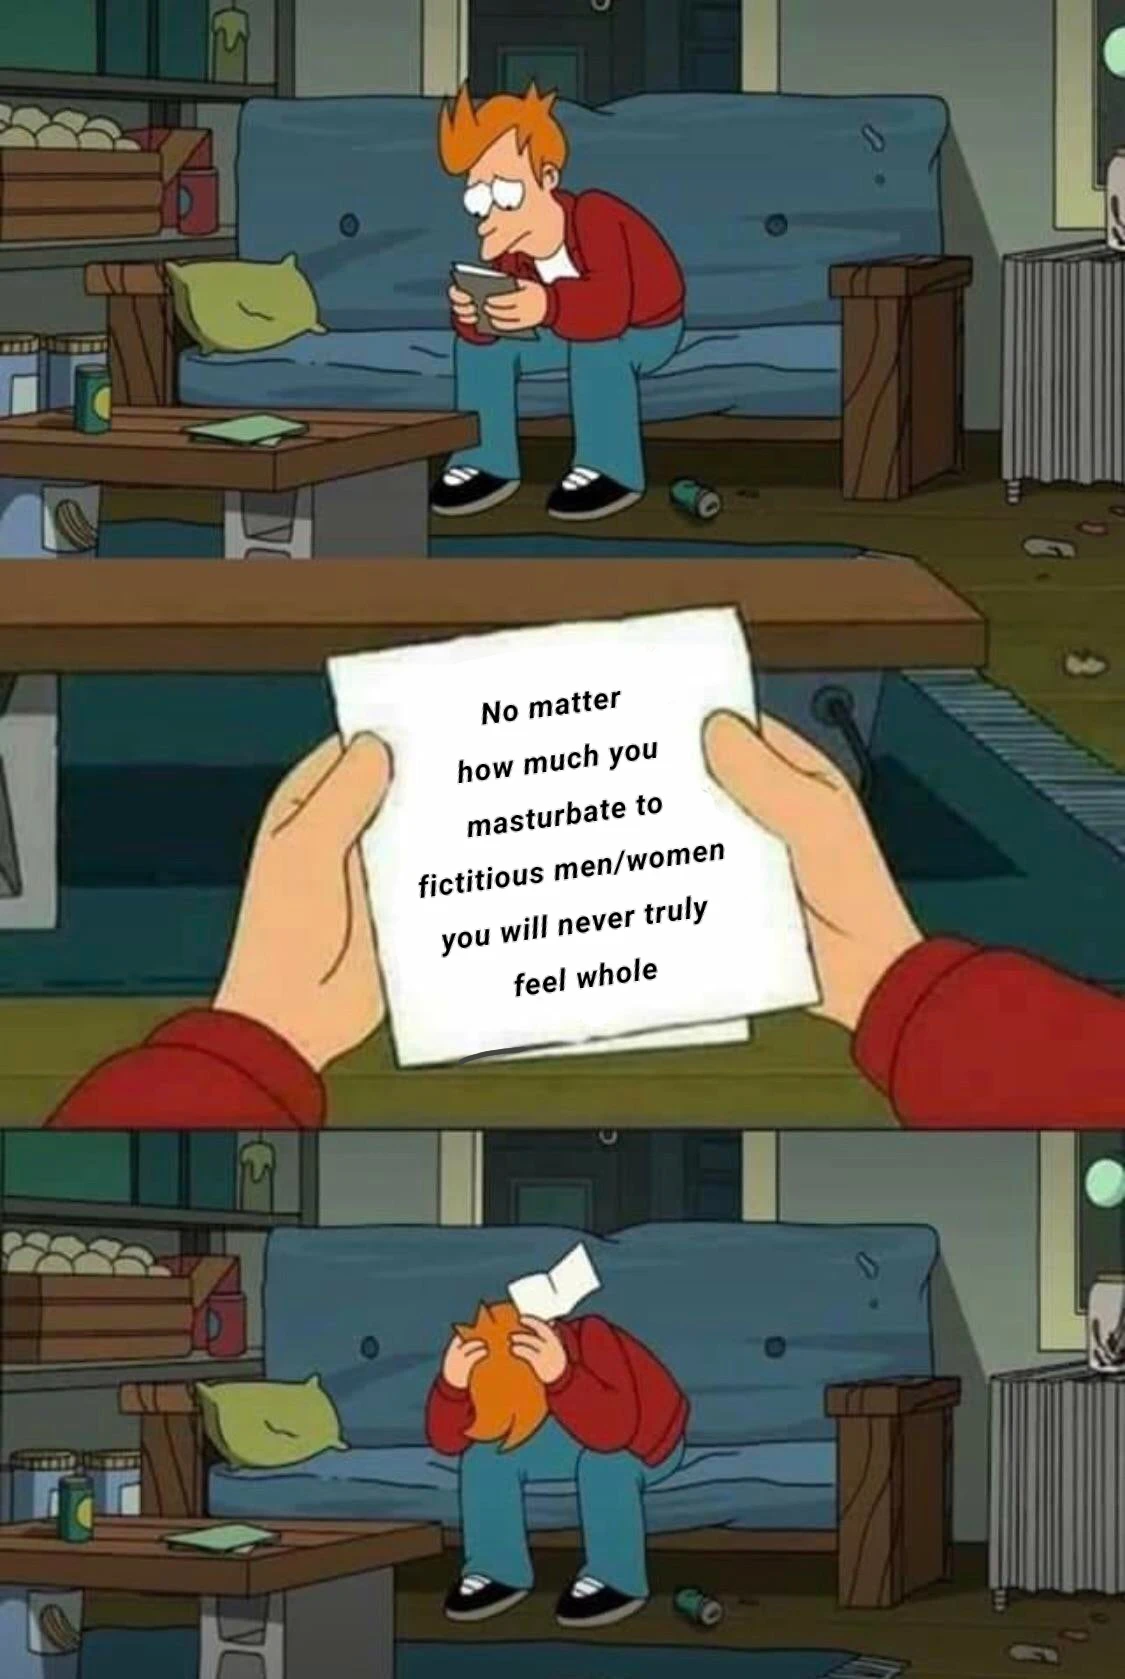 No matter
how much you
masturbate to
fictitious men/women
you will never truly
feel whole